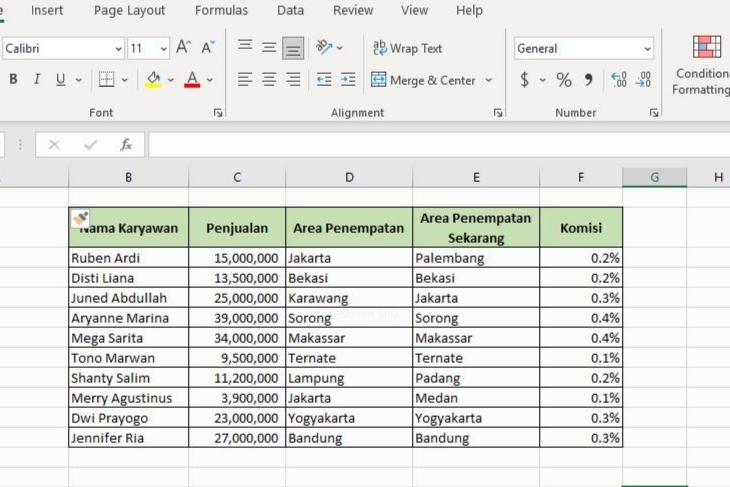 Insert Page Layout Formulas Data Review View Help
Calibri 11 A A ab Wrap Text General
B I U A Merge & Center $ % 9 .00 .00 Condition
Formatting
Font Alignment Number
fx
B C D E F G H
Nama Karyawan Penjualan Area Penempatan Area Penempatan Sekarang Komisi
Ruben Ardi 15,000,000 Jakarta Palembang 0.2%
Disti Liana 13,500,000 Bekasi Bekasi 0.2%
Juned Abdullah 25,000,000 Karawang Jakarta 0.3%
Aryanne Marina 39,000,000 Sorong Sorong 0.4%
Mega Sarita 34,000,000 Makassar Makassar 0.4%
Tono Marwan 9,500,000 Ternate Ternate 0.1%
Shanty Salim 11,200,000 Lampung Padang 0.2%
Merry Agustinus 3,900,000 Jakarta Medan 0.1%
Dwi Prayogo 23,000,000 Yogyakarta Yogyakarta 0.3%
Jennifer Ria 27,000,000 Bandung Bandung 0.3%